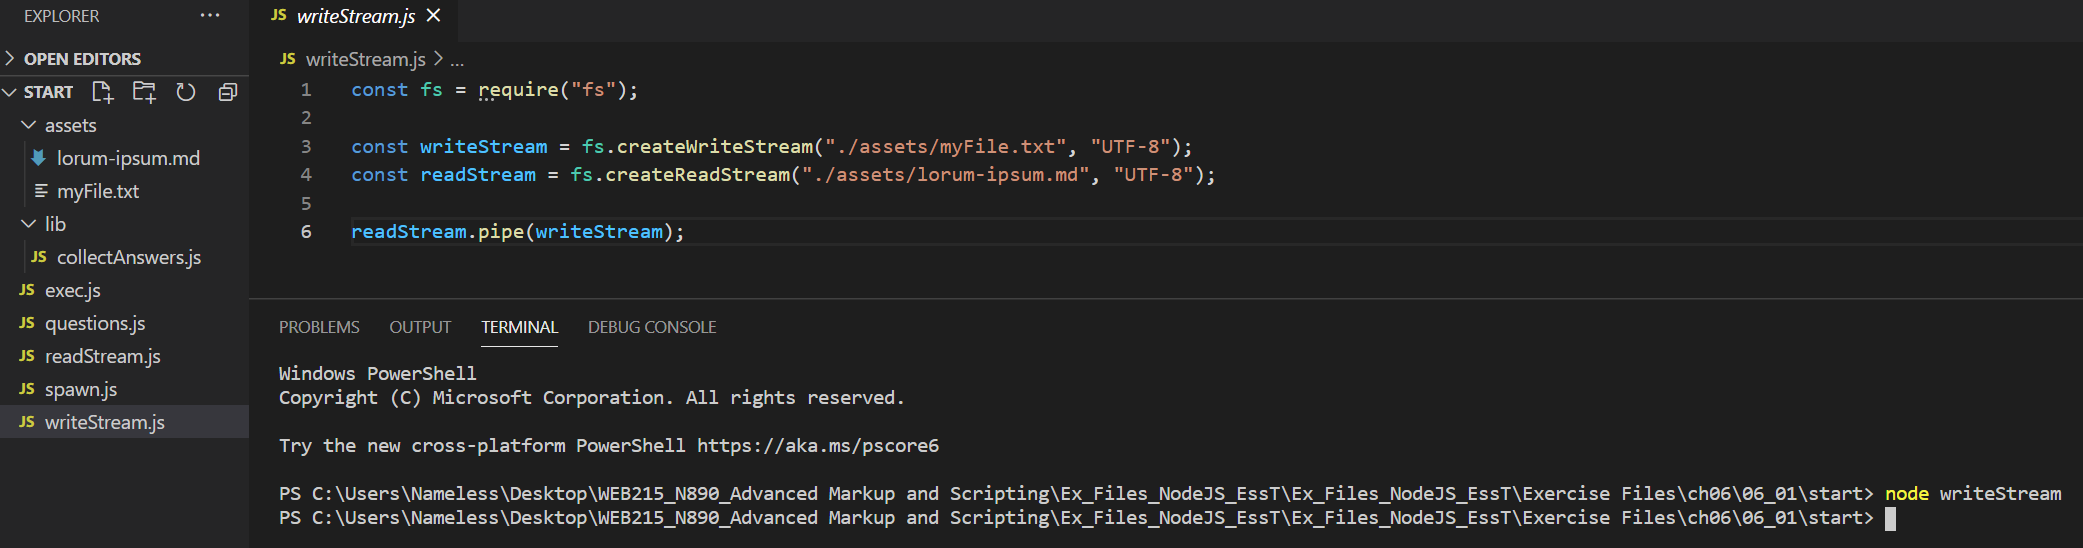 EXPLORER ...
OPEN EDITORS
START
assets
lorum-ipsum.md
myFile.txt
lib
JS collectAnswers.js
JS exec.js
JS questions.js
JS readStream.js
JS spawn.js
JS writeStream.js
JS writeStream.js ×
JS writeStream.js > ...
1 const fs = require("fs");
2
3 const writeStream = fs.createWriteStream("./assets/myFile.txt", "UTF-8");
4 const readStream = fs.createReadStream("./assets/lorum-ipsum.md", "UTF-8");
5
6 readStream.pipe(writeStream);
PROBLEMS OUTPUT TERMINAL DEBUG CONSOLE
Windows PowerShell
Copyright (C) Microsoft Corporation. All rights reserved.
Try the new cross-platform PowerShell https://aka.ms/pscore6
PS C:\Users\Nameless\Desktop\WEB215_N890_Advanced Markup and Scripting\Ex_Files_NodeJS_EssT\Ex_Files_NodeJS_EssT\Exercise Files\ch06\06_01\start> node writeStream
PS C:\Users\Nameless\Desktop\WEB215_N890_Advanced Markup and Scripting\Ex_Files_NodeJS_EssT\Ex_Files_NodeJS_EssT\Exercise Files\ch06\06_01\start>